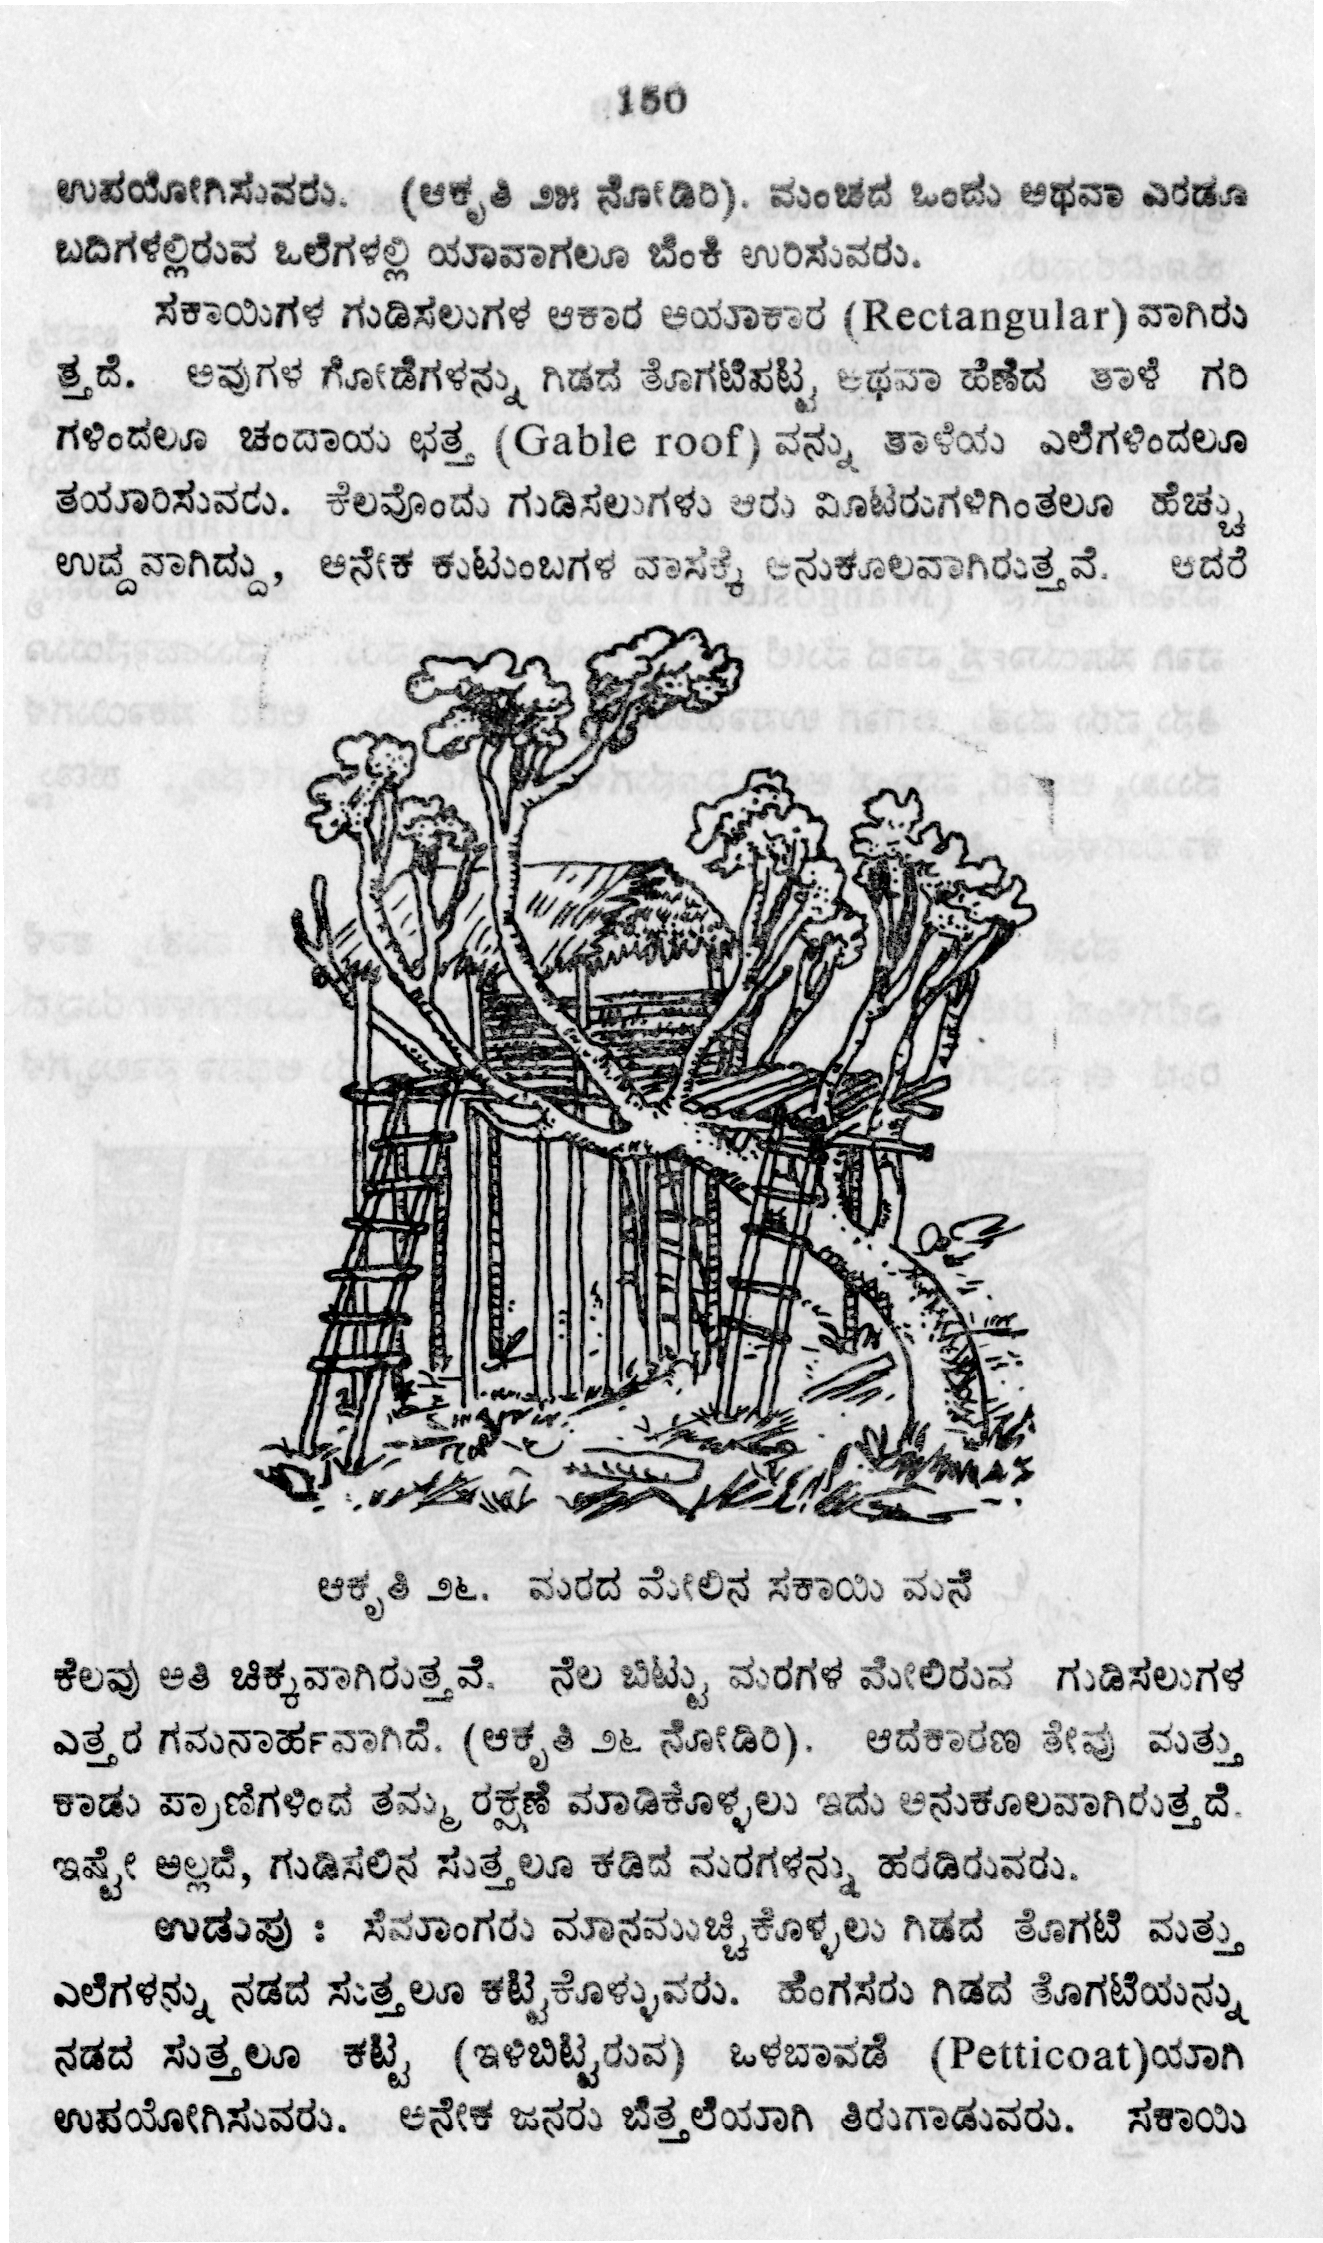 150
ಉಪಯೋಗಿಸುವರು. (ಆಕೃತಿ ೨೫ ನೋಡಿರಿ). ಮಂಚದ ಒಂದು ಅಥವಾ ಎರಡೂ
ಬದಿಗಳಲ್ಲಿರುವ ಒಲೆಗಳಲ್ಲಿ ಯಾವಾಗಲೂ ಬೆಂಕಿ ಉರಿಸುವರು.
ಸಕಾಯಿಗಳ ಗುಡಿಸಲುಗಳ ಆಕಾರ ಆಯಾಕಾರ (Rectangular) ವಾಗಿರು
ತ್ತದೆ. ಅವುಗಳ ಗೋಡೆಗಳನ್ನು ಗಿಡದ ತೊಗಟೆಪಟ್ಟಿ ಅಥವಾ ಹೆಣೆದ ತಾಳೆ ಗರಿ
ಗಳಿಂದಲೂ ಚಂದಾಯ ಛತ್ತ (Gable roof) ವನ್ನು ತಾಳೆಯ ಎಲೆಗಳಿಂದಲೂ
ತಯಾರಿಸುವರು. ಕೆಲವೊಂದು ಗುಡಿಸಲುಗಳು ಆರು ಮಿೂಟರುಗಳಿಗಿಂತಲೂ ಹೆಚ್ಚು
ಉದ್ದವಾಗಿದ್ದು, ಅನೇಕ ಕುಟುಂಬಗಳ ವಾಸಕ್ಕೆ ಅನುಕೂಲವಾಗಿರುತ್ತವೆ. ಆದರೆ
ಆಕೃತಿ ೨೬. ಮರದ ಮೇಲಿನ ಸಕಾಯಿ ಮನೆ
ಕೆಲವು ಅತಿ ಚಿಕ್ಕವಾಗಿರುತ್ತವೆ. ನೆಲ ಬಿಟ್ಟು ಮರಗಳ ಮೇಲಿರುವ ಗುಡಿಸಲುಗಳ
ಎತ್ತರ ಗಮನಾರ್ಹವಾಗಿದೆ. (ಆಕೃತಿ ೨೬ ನೋಡಿರಿ). ಆದಕಾರಣ ತೇವು ಮತ್ತು
ಕಾಡು ಪ್ರಾಣಿಗಳಿಂದ ತಮ್ಮ ರಕ್ಷಣೆ ಮಾಡಿಕೊಳ್ಳಲು ಇದು ಅನುಕೂಲವಾಗಿರುತ್ತದೆ.
ಇಷ್ಟೇ ಅಲ್ಲದೆ, ಗುಡಿಸಲಿನ ಸುತ್ತಲೂ ಕಡಿದ ಮರಗಳನ್ನು ಹರಡಿರುವರು.
ಉಡುಪು : ಸೆಮಾಂಗರು ಮಾನಮುಚ್ಚಿಕೊಳ್ಳಲು ಗಿಡದ ತೊಗಟೆ ಮತ್ತು
ಎಲೆಗಳನ್ನು ನಡದ ಸುತ್ತಲೂ ಕಟ್ಟಿಕೊಳ್ಳುವರು. ಹೆಂಗಸರು ಗಿಡದ ತೊಗಟೆಯನ್ನು
ನಡದ ಸುತ್ತಲೂ ಕಟ್ಟಿ (ಇಳಿಬಿಟ್ಟಿರುವ) ಒಳಬಾವಡೆ (Petticoat)ಯಾಗಿ
ಉಪಯೋಗಿಸುವರು. ಅನೇಕ ಜನರು ಬೆತ್ತಲೆಯಾಗಿ ತಿರುಗಾಡುವರು. ಸಕಾಯಿ